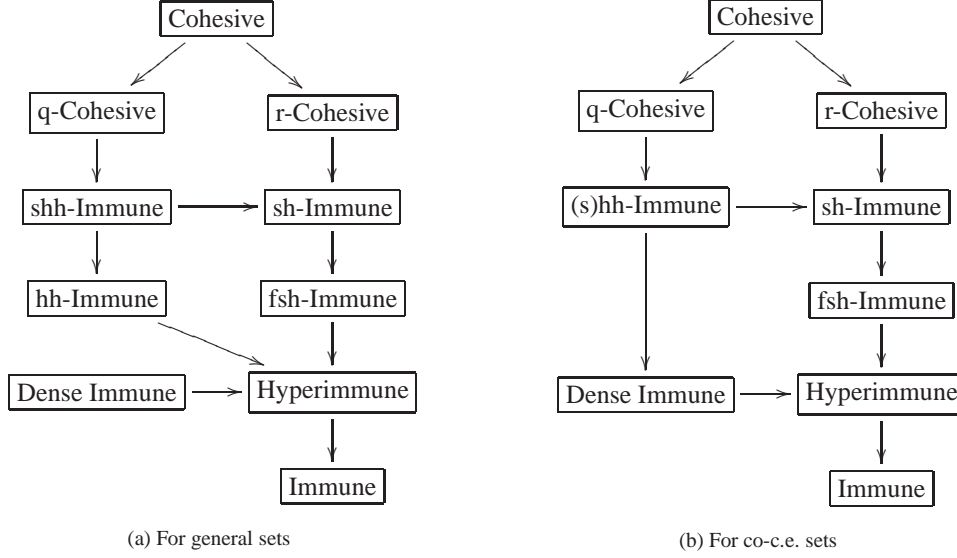 Cohesive
q-Cohesive
r-Cohesive
shh-Immune
sh-Immune
hh-Immune
fsh-Immune
Dense Immune
Hyperimmune
Immune
(a) For general sets
Cohesive
q-Cohesive
r-Cohesive
(s)hh-Immune
sh-Immune
fsh-Immune
Dense Immune
Hyperimmune
Immune
(b) For co-c.e. sets